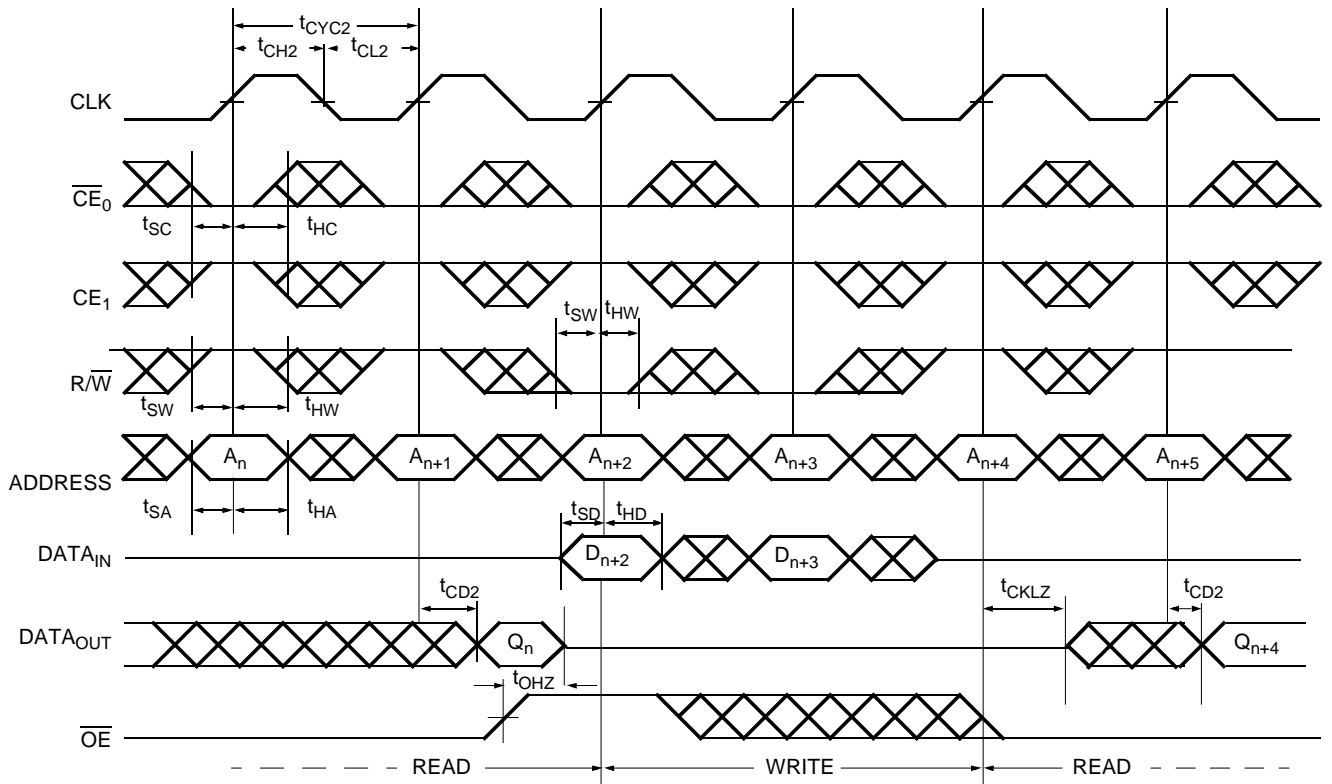 tCYC2
tCH2 tCL2
CLK
CE0
tSC tHC
CE1
tSW tHW
R/W
tSW tHW
An An+1 An+2 An+3 An+4 An+5
ADDRESS
tSA tHA tSD tHD
DATAIN Dn+2 Dn+3
tCD2 tCKLZ tCD2
DATAOUT Qn Qn+4
tOHZ
OE
READ WRITE READ